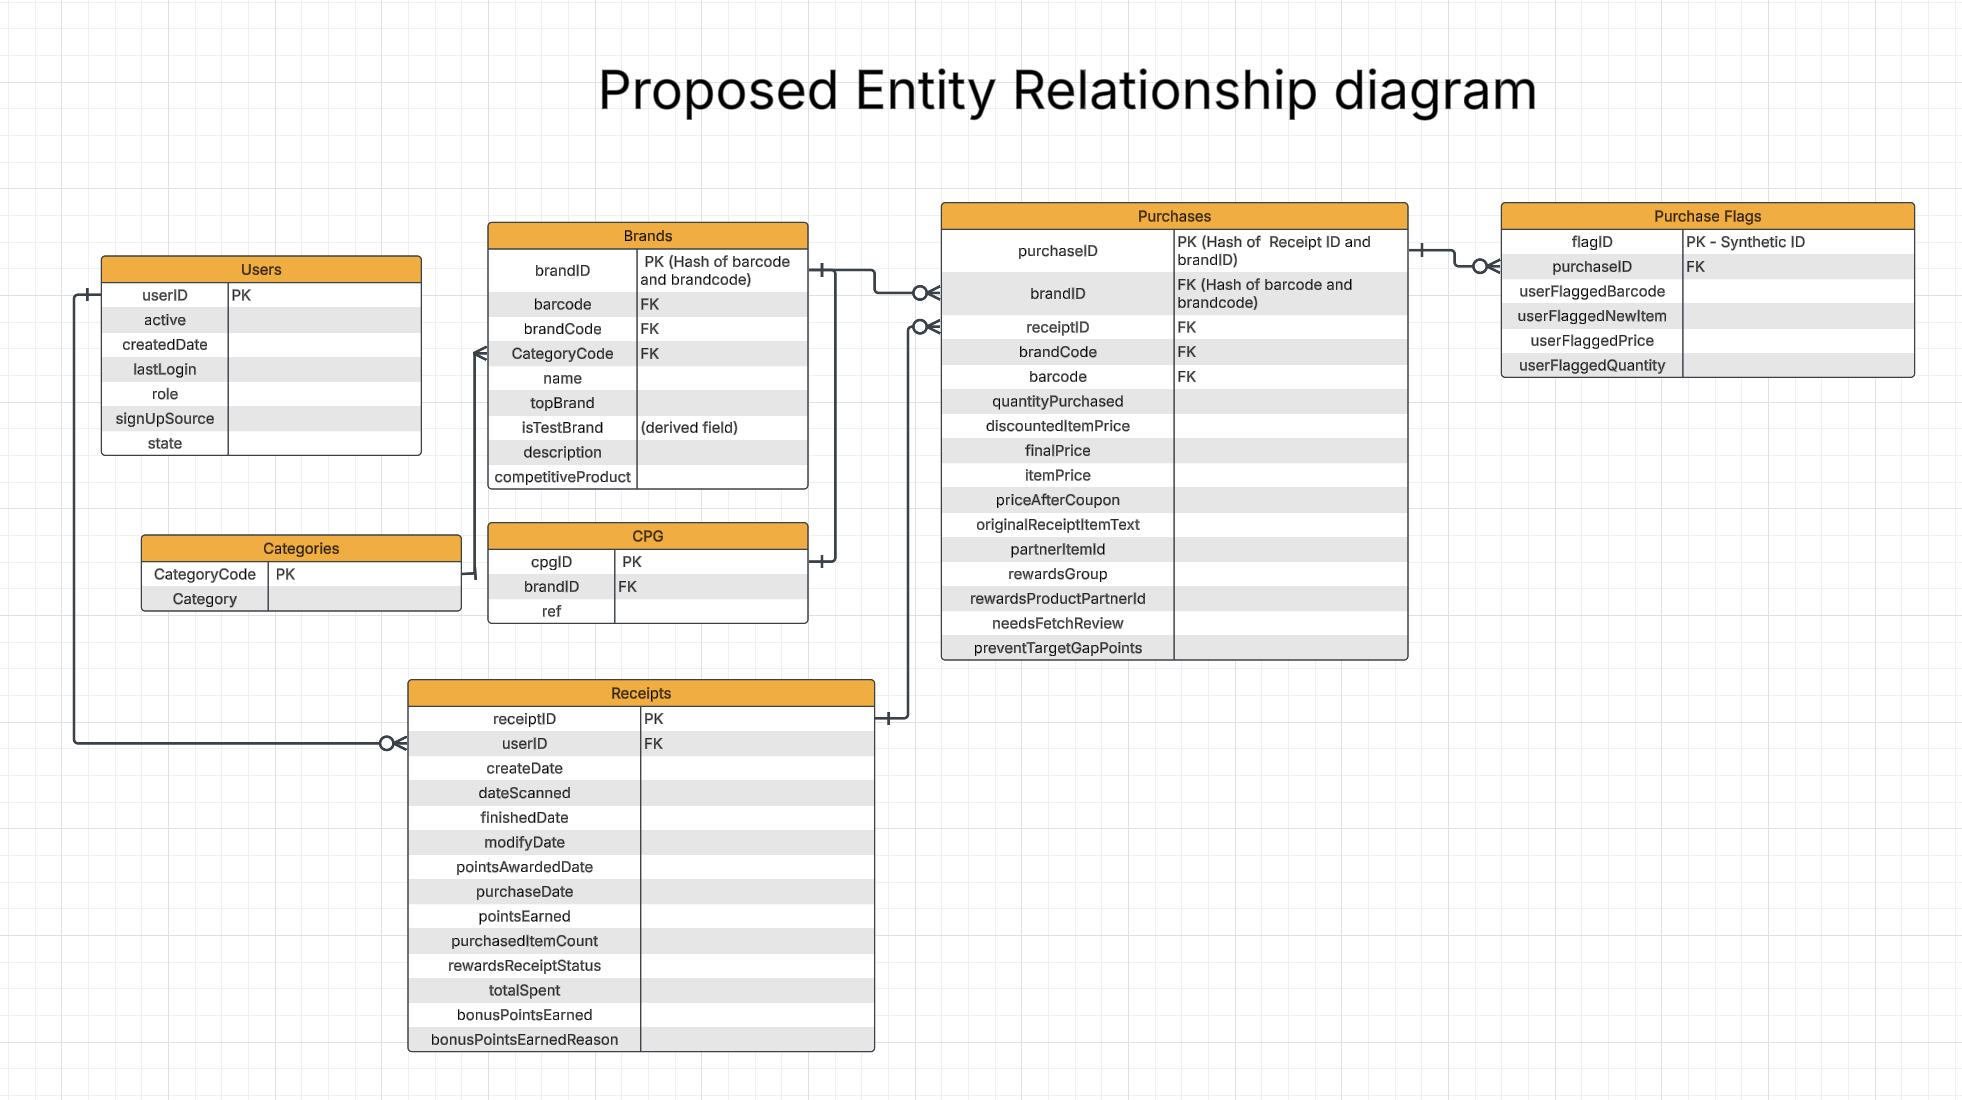 Proposed Entity Relationship diagram
Users
userID PK
active
createdDate
lastLogin
role
signUpSource
state
Brands
brandID PK (Hash of barcode
and brandcode)
barcode FK
brandCode FK
CategoryCode FK
name
topBrand
isTestBrand (derived field)
description
competitiveProduct
Purchases
purchaseID PK (Hash of Receipt ID and
brandID)
brandID FK (Hash of barcode and
brandcode)
receiptID FK
brandCode FK
barcode FK
quantityPurchased
discountedItemPrice
finalPrice
itemPrice
priceAfterCoupon
originalReceiptItemText
partnerItemId
rewardsGroup
rewardsProductPartnerId
needsFetchReview
preventTargetGapPoints
Purchase Flags
flagID PK - Synthetic ID
purchaseID FK
userFlaggedBarcode
userFlaggedNewItem
userFlaggedPrice
userFlaggedQuantity
Categories
CategoryCode PK
Category
CPG
cpgID PK
brandID FK
ref
Receipts
receiptID PK
userID FK
createDate
dateScanned
finishedDate
modifyDate
pointsAwardedDate
purchaseDate
pointsEarned
purchasedItemCount
rewardsReceiptStatus
totalSpent
bonusPointsEarned
bonusPointsEarnedReason